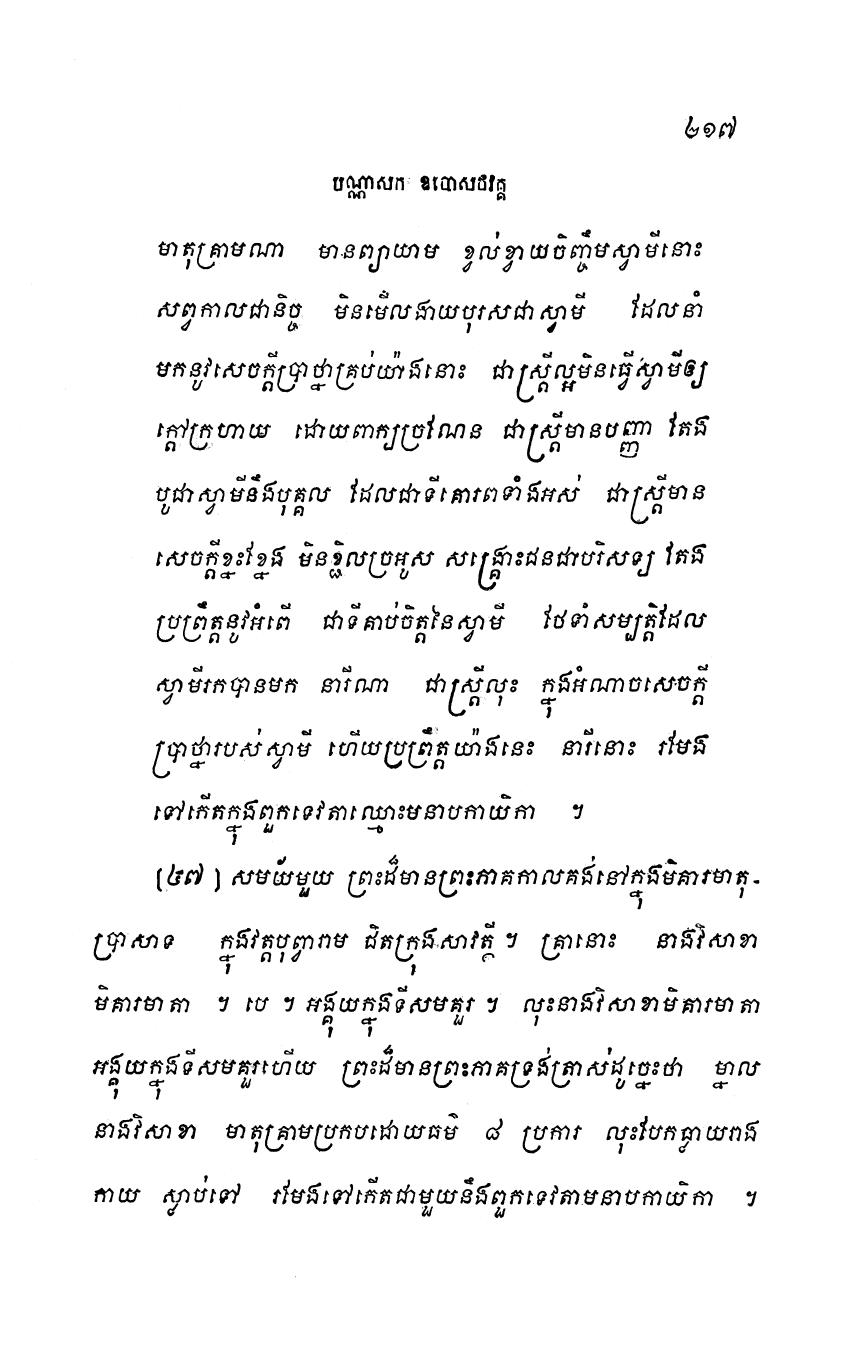 ២១៧
បណ្ណាសកៈ ឧបោសថវគ្គ
មាតុគ្រាមណា មានព្យាយាម ខ្វល់ខ្វាយចិញ្ចឹមស្វាមីនោះ
សព្វកាលជានិច្ច មិនមើលងាយបុរសជាស្វាមី ដែលនាំ
មកនូវសេចក្តីប្រាថ្នាគ្រប់យ៉ាងនោះ ជាស្ត្រីល្អមិនធ្វើស្វាមីឲ្យ
ក្តៅក្រហាយ ដោយពាក្យច្រណែន ជាស្ត្រីមានបញ្ញា តែង
បូជាស្វាមីនឹងបុគ្គល ដែលជាទីគោរពទាំងអស់ ជាស្ត្រីមាន
សេចក្តីខ្នះខ្នែង មិនខ្ជិលច្រអូស សង្គ្រោះជនជាបរិសទ្យ តែង
ប្រព្រឹត្តនូវអំពើ ជាទីគាប់ចិត្តនៃស្វាមី ថែទាំសម្បត្តិដែល
ស្វាមីរកបានមក នារីណា ជាស្ត្រីលុះ ក្នុងអំណាចសេចក្តី
ប្រាថ្នារបស់ស្វាមី ហើយប្រព្រឹត្តយ៉ាងនេះ នារីនោះ រមែង
ទៅកើតក្នុងពួកទេវតាឈ្មោះមនាបកាយិកា ។
(៤៧) សម័យមួយ ព្រះដ៏មានព្រះភាគកាលគង់នៅក្នុងមិគារមាតុ-
ប្រាសាទ ក្នុងវត្តបុព្វារាម ជិតក្រុងសាវត្ថី ។ គ្រានោះ នាងវិសាខា
មិគារមាតា ។ បេ ។ អង្គុយក្នុងទីសមគួរ ។ លុះនាងវិសាខាមិគារមាតា
អង្គុយក្នុងទីសមគួរហើយ ព្រះដ៏មានព្រះភាគទ្រង់ត្រាស់ដូច្នេះថា ម្នាល
នាងវិសាខា មាតុគ្រាមប្រកបដោយធម៌ ៨ ប្រការ លុះបែកធ្លាយរាង
កាយ ស្លាប់ទៅ រមែងទៅកើតជាមួយនឹងពួកទេវតាមនាបកាយិកា ។